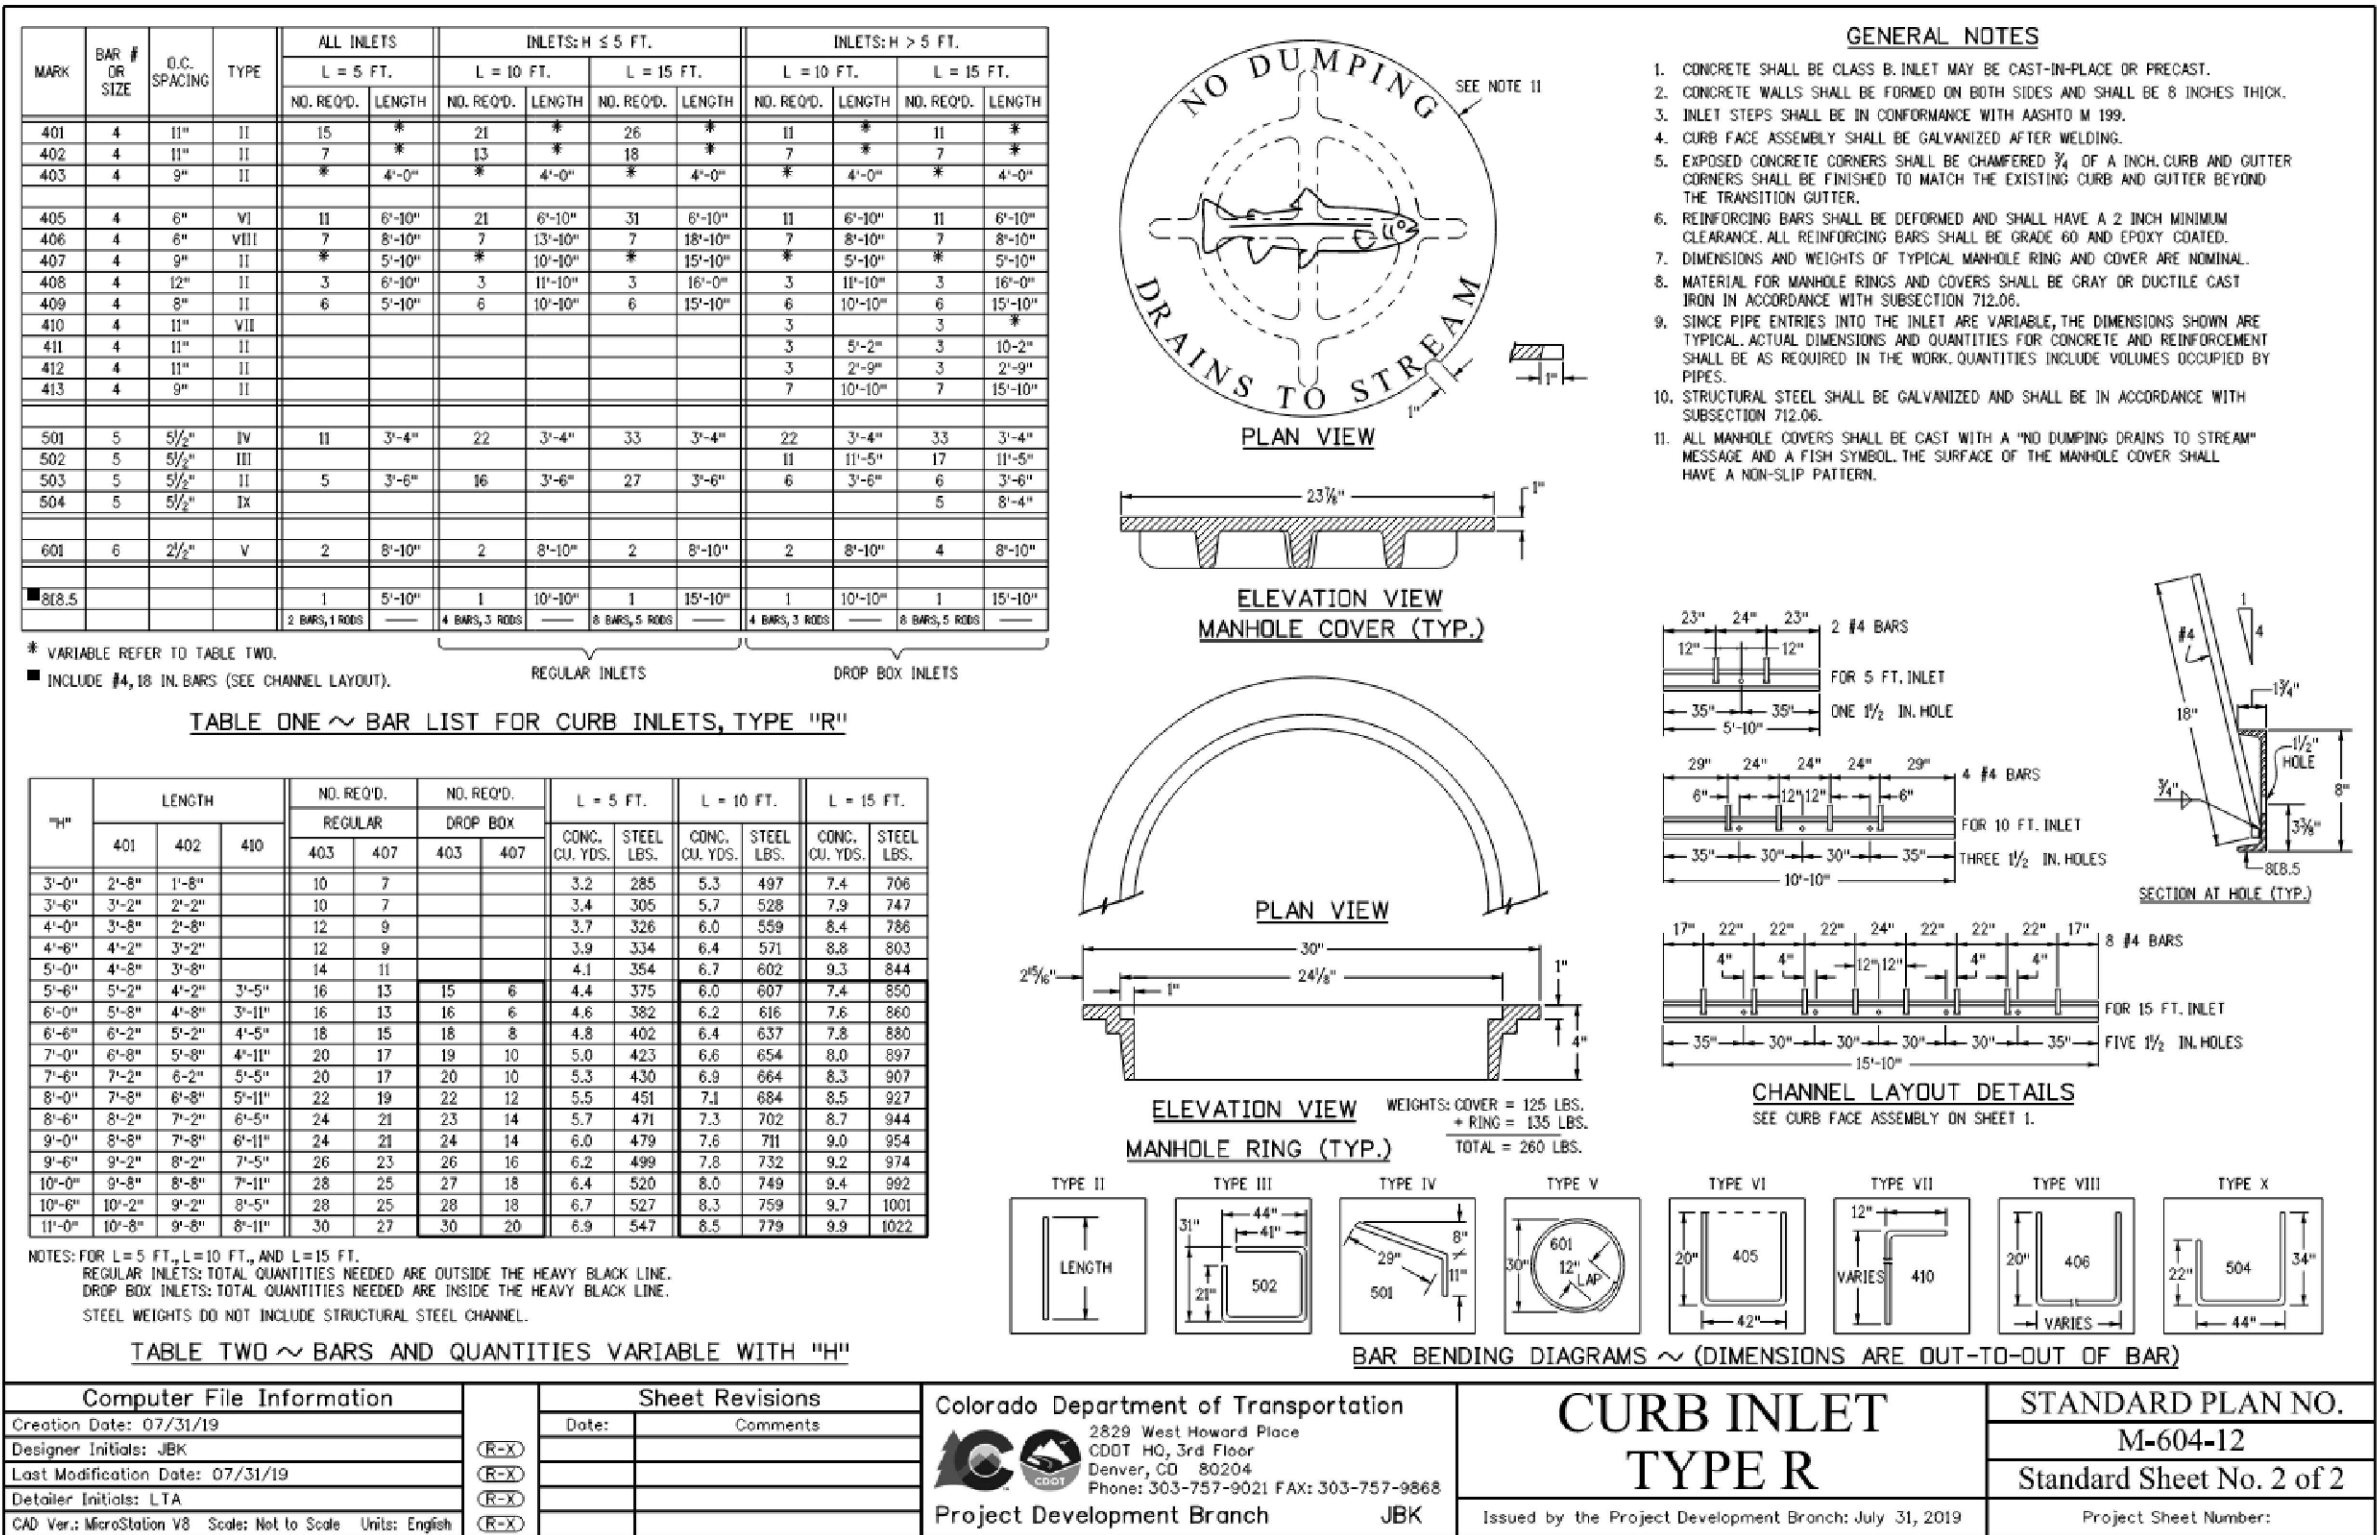 MARK BAR # OR SIZE O.C. SPACING TYPE ALL INLETS INLETS: H ≤ 5 FT. INLETS: H > 5 FT.
L = 5 FT. L = 10 FT. L = 15 FT. L = 10 FT. L = 15 FT.
NO. REQ'D. LENGTH NO. REQ'D. LENGTH NO. REQ'D. LENGTH NO. REQ'D. LENGTH NO. REQ'D. LENGTH
401 4 11" II 15 * 21 * 26 * 11 * 11 *
402 4 11" II 7 * 13 * 18 * 7 * 7 *
403 4 9" II * 4'-0" * 4'-0" * 4'-0" * 4'-0" * 4'-0"
405 4 6" VI 11 6'-10" 21 6'-10" 31 6'-10" 11 6'-10" 11 6'-10"
406 4 6" VIII 7 8'-10" 7 13'-10" 7 18'-10" 7 8'-10" 7 8'-10"
407 4 9" II * 5'-10" * 10'-10" * 15'-10" * 5'-10" * 5'-10"
408 4 12" II 3 6'-10" 3 11'-10" 3 16'-0" 3 11'-10" 3 16'-0"
409 4 8" II 6 5'-10" 6 10'-10" 6 15'-10" 6 10'-10" 6 15'-10"
410 4 11" VII 3 3 *
411 4 11" II 3 5'-2" 3 10-2"
412 4 11" II 3 2'-9" 3 2'-9"
413 4 9" II 7 10'-10" 7 15'-10"
501 5 5½" IV 11 3'-4" 22 3'-4" 33 3'-4" 22 3'-4" 33 3'-4"
502 5 5½" III 11 11'-5" 17 11'-5"
503 5 5½" II 5 3'-6" 16 3'-6" 27 3'-6" 6 3'-6" 6 3'-6"
504 5 5½" IX 5 8'-4"
601 6 2½" V 2 8'-10" 2 8'-10" 2 8'-10" 2 8'-10" 4 8'-10"
■8[8.5 1 5'-10" 1 10'-10" 1 15'-10" 1 10'-10" 1 15'-10"
2 BARS, 1 RODS 4 BARS, 3 RODS 8 BARS, 5 RODS 4 BARS, 3 RODS 8 BARS, 5 RODS
* VARIABLE REFER TO TABLE TWO.
■ INCLUDE #4, 18 IN. BARS (SEE CHANNEL LAYOUT).
REGULAR INLETS
DROP BOX INLETS
TABLE ONE ~ BAR LIST FOR CURB INLETS, TYPE "R"
"H" LENGTH NO. REQ'D. NO. REQ'D. L = 5 FT. L = 10 FT. L = 15 FT.
REGULAR DROP BOX
401 402 410 403 407 403 407 CONC. CU. YDS. STEEL LBS. CONC. CU. YDS. STEEL LBS. CONC. CU. YDS. STEEL LBS.
3'-0" 2'-8" 1'-8" 10 7 3.2 285 5.3 497 7.4 706
3'-6" 3'-2" 2'-2" 10 7 3.4 305 5.7 528 7.9 747
4'-0" 3'-8" 2'-8" 12 9 3.7 326 6.0 559 8.4 786
4'-6" 4'-2" 3'-2" 12 9 3.9 334 6.4 571 8.8 803
5'-0" 4'-8" 3'-8" 14 11 4.1 354 6.7 602 9.3 844
5'-6" 5'-2" 4'-2" 3'-5" 16 13 15 6 4.4 375 6.0 607 7.4 850
6'-0" 5'-8" 4'-8" 3'-11" 16 13 16 6 4.6 382 6.2 616 7.6 860
6'-6" 6'-2" 5'-2" 4'-5" 18 15 18 8 4.8 402 6.4 637 7.8 880
7'-0" 6'-8" 5'-8" 4'-11" 20 17 19 10 5.0 423 6.6 654 8.0 897
7'-6" 7'-2" 6-2" 5'-5" 20 17 20 10 5.3 430 6.9 664 8.3 907
8'-0" 7'-8" 6'-8" 5'-11" 22 19 22 12 5.5 451 7.1 684 8.5 927
8'-6" 8'-2" 7'-2" 6'-5" 24 21 23 14 5.7 471 7.3 702 8.7 944
9'-0" 8'-8" 7'-8" 6'-11" 24 21 24 14 6.0 479 7.6 711 9.0 954
9'-6" 9'-2" 8'-2" 7'-5" 26 23 26 16 6.2 499 7.8 732 9.2 974
10'-0" 9'-8" 8'-8" 7'-11" 28 25 27 18 6.4 520 8.0 749 9.4 992
10'-6" 10'-2" 9'-2" 8'-5" 28 25 28 18 6.7 527 8.3 759 9.7 1001
11'-0" 10'-8" 9'-8" 8'-11" 30 27 30 20 6.9 547 8.5 779 9.9 1022
NOTES: FOR L = 5 FT., L = 10 FT., AND L = 15 FT.
REGULAR INLETS: TOTAL QUANTITIES NEEDED ARE OUTSIDE THE HEAVY BLACK LINE.
DROP BOX INLETS: TOTAL QUANTITIES NEEDED ARE INSIDE THE HEAVY BLACK LINE.
STEEL WEIGHTS DO NOT INCLUDE STRUCTURAL STEEL CHANNEL.
TABLE TWO ~ BARS AND QUANTITIES VARIABLE WITH "H"
NO DUMPING
DRAINS TO STREAM
SEE NOTE 11
1"
1"
PLAN VIEW
23⅞"
1"
ELEVATION VIEW
MANHOLE COVER (TYP.)
PLAN VIEW
30"
2 15/16"
24⅛"
1"
1"
4"
ELEVATION VIEW
MANHOLE RING (TYP.)
WEIGHTS: COVER = 125 LBS.
+ RING = 135 LBS.
TOTAL = 260 LBS.
GENERAL NOTES
1. CONCRETE SHALL BE CLASS B. INLET MAY BE CAST-IN-PLACE OR PRECAST.
2. CONCRETE WALLS SHALL BE FORMED ON BOTH SIDES AND SHALL BE 8 INCHES THICK.
3. INLET STEPS SHALL BE IN CONFORMANCE WITH AASHTO M 199.
4. CURB FACE ASSEMBLY SHALL BE GALVANIZED AFTER WELDING.
5. EXPOSED CONCRETE CORNERS SHALL BE CHAMFERED ¾ OF A INCH. CURB AND GUTTER
CORNERS SHALL BE FINISHED TO MATCH THE EXISTING CURB AND GUTTER BEYOND
THE TRANSITION GUTTER.
6. REINFORCING BARS SHALL BE DEFORMED AND SHALL HAVE A 2 INCH MINIMUM
CLEARANCE. ALL REINFORCING BARS SHALL BE GRADE 60 AND EPOXY COATED.
7. DIMENSIONS AND WEIGHTS OF TYPICAL MANHOLE RING AND COVER ARE NOMINAL.
8. MATERIAL FOR MANHOLE RINGS AND COVERS SHALL BE GRAY OR DUCTILE CAST
IRON IN ACCORDANCE WITH SUBSECTION 712.06.
9. SINCE PIPE ENTRIES INTO THE INLET ARE VARIABLE, THE DIMENSIONS SHOWN ARE
TYPICAL. ACTUAL DIMENSIONS AND QUANTITIES FOR CONCRETE AND REINFORCEMENT
SHALL BE AS REQUIRED IN THE WORK. QUANTITIES INCLUDE VOLUMES OCCUPIED BY
PIPES.
10. STRUCTURAL STEEL SHALL BE GALVANIZED AND SHALL BE IN ACCORDANCE WITH
SUBSECTION 712.06.
11. ALL MANHOLE COVERS SHALL BE CAST WITH A "NO DUMPING DRAINS TO STREAM"
MESSAGE AND A FISH SYMBOL. THE SURFACE OF THE MANHOLE COVER SHALL
HAVE A NON-SLIP PATTERN.
23" 24" 23" 2 #4 BARS
12" 12"
FOR 5 FT. INLET
35" 35" ONE 1½ IN. HOLE
5'-10"
29" 24" 24" 24" 29" 4 #4 BARS
6" 12" 12" 6"
FOR 10 FT. INLET
35" 30" 30" 35" THREE 1½ IN. HOLES
10'-10"
17" 22" 22" 22" 24" 22" 22" 22" 17" 8 #4 BARS
4" 4" 12" 12" 4" 4"
FOR 15 FT. INLET
35" 30" 30" 30" 30" 35" FIVE 1½ IN. HOLES
15'-10"
CHANNEL LAYOUT DETAILS
SEE CURB FACE ASSEMBLY ON SHEET 1.
1
4
#4
1¾"
18"
1½" HOLE
8"
¾"
3⅜"
8[8.5
SECTION AT HOLE (TYP.)
TYPE II TYPE III TYPE IV TYPE V TYPE VI TYPE VII TYPE VIII TYPE X
LENGTH
44" 41" 31" 21" 502
8" 29" 11" 501
601 30" 12" LAP
20" 405 42"
12" VARIES 410
20" 406 VARIES
22" 504 34" 44"
BAR BENDING DIAGRAMS ~ (DIMENSIONS ARE OUT-TO-OUT OF BAR)
Computer File Information
Creation Date: 07/31/19
Designer Initials: JBK
Last Modification Date: 07/31/19
Detailer Initials: LTA
CAD Ver.: MicroStation V8 Scale: Not to Scale Units: English
R-X
R-X
R-X
R-X
Sheet Revisions
Date: Comments
Colorado Department of Transportation
2829 West Howard Place
CDOT HQ, 3rd Floor
Denver, CO 80204
Phone: 303-757-9021 FAX: 303-757-9868
CDOT
Project Development Branch JBK
CURB INLET
TYPE R
Issued by the Project Development Branch: July 31, 2019
STANDARD PLAN NO.
M-604-12
Standard Sheet No. 2 of 2
Project Sheet Number: